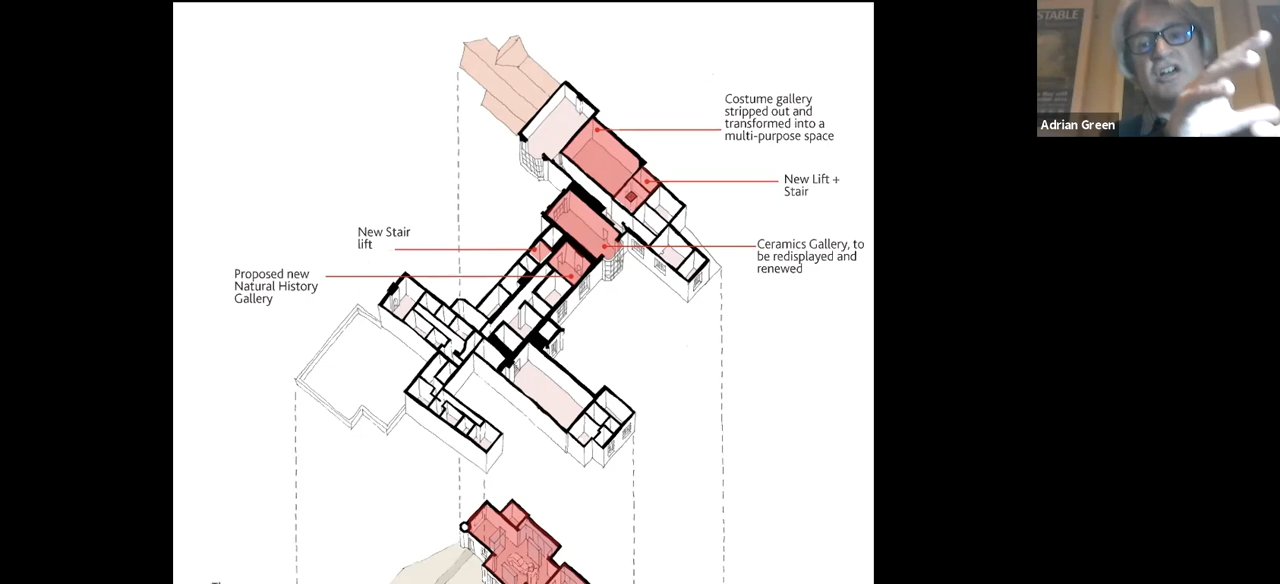 STABLE
Adrian Green
Costume gallery
stripped out and
transformed into a
multi-purpose space
New Lift +
Stair
New Stair
lift
Ceramics Gallery, to
be redisplayed and
renewed
Proposed new
Natural History
Gallery